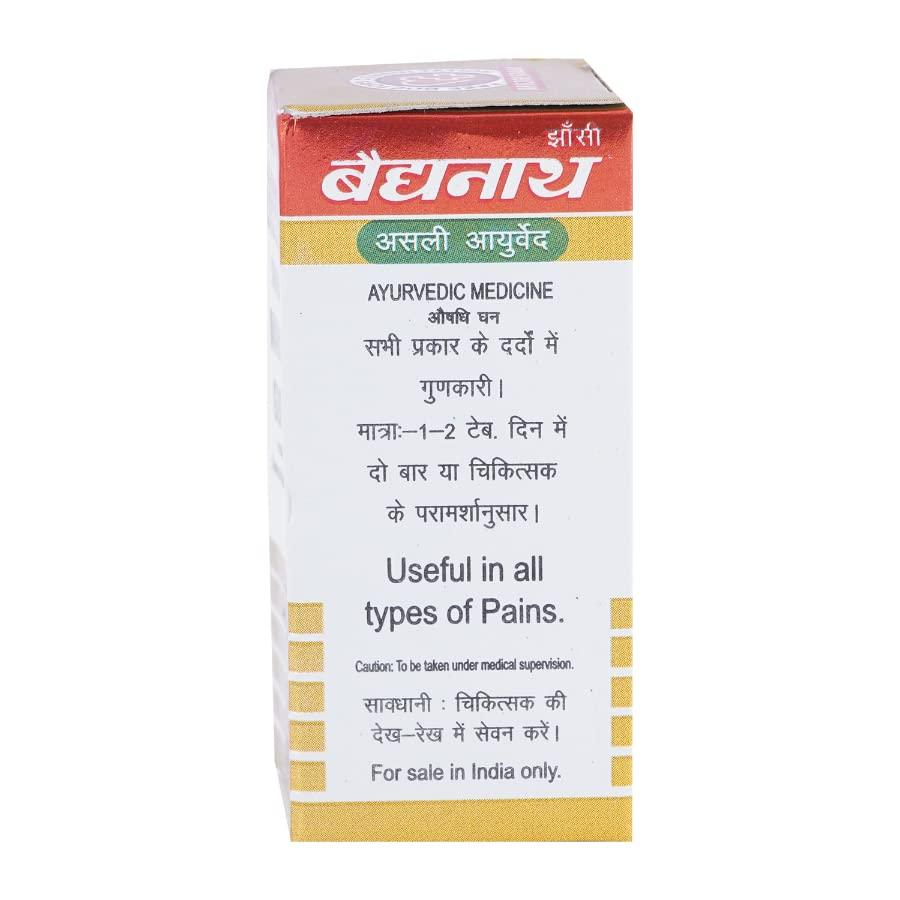 झाँसी
बैद्यनाथ
असली आयुर्वेद
AYURVEDIC MEDICINE
औषधि घन
सभी प्रकार के दर्दों में
गुणकारी।
मात्राः–1–2 टेब. दिन में
दो बार या चिकित्सक
के परामर्शानुसार।
Useful in all
types of Pains.
Caution: To be taken under medical supervision.
सावधानी : चिकित्सक की
देख–रेख में सेवन करें।
For sale in India only.